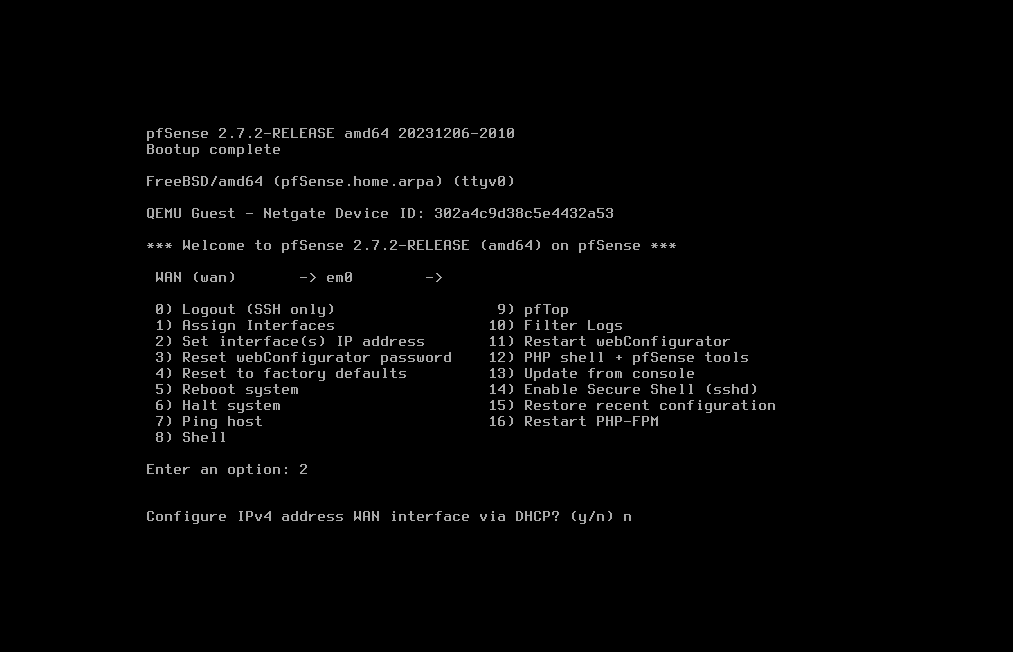 pfSense 2.7.2-RELEASE amd64 20231206-2010
Bootup complete
FreeBSD/amd64 (pfSense.home.arpa) (ttyv0)
QEMU Guest - Netgate Device ID: 302a4c9d38c5e4432a53
*** Welcome to pfSense 2.7.2-RELEASE (amd64) on pfSense ***
WAN (wan)       -> em0        ->
0) Logout (SSH only)                  9) pfTop
1) Assign Interfaces                 10) Filter Logs
2) Set interface(s) IP address       11) Restart webConfigurator
3) Reset webConfigurator password    12) PHP shell + pfSense tools
4) Reset to factory defaults         13) Update from console
5) Reboot system                     14) Enable Secure Shell (sshd)
6) Halt system                       15) Restore recent configuration
7) Ping host                         16) Restart PHP-FPM
8) Shell
Enter an option: 2
Configure IPv4 address WAN interface via DHCP? (y/n) n